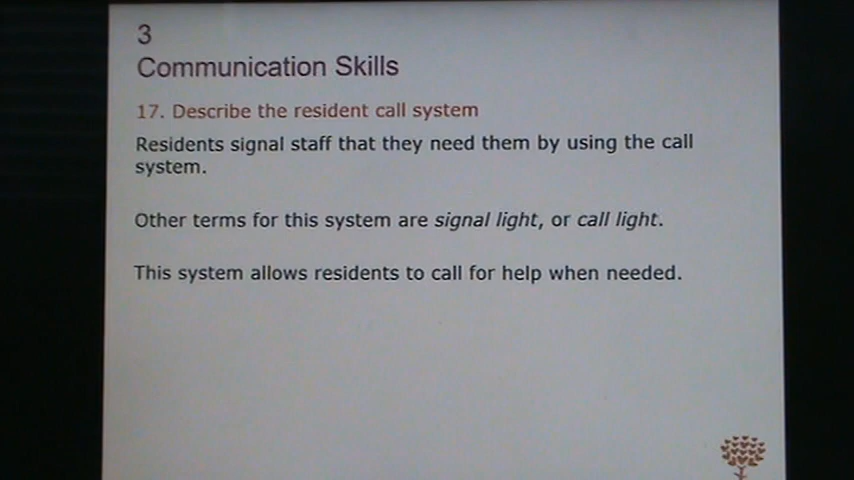 3
Communication Skills
17. Describe the resident call system
Residents signal staff that they need them by using the call
system.
Other terms for this system are signal light, or call light.
This system allows residents to call for help when needed.